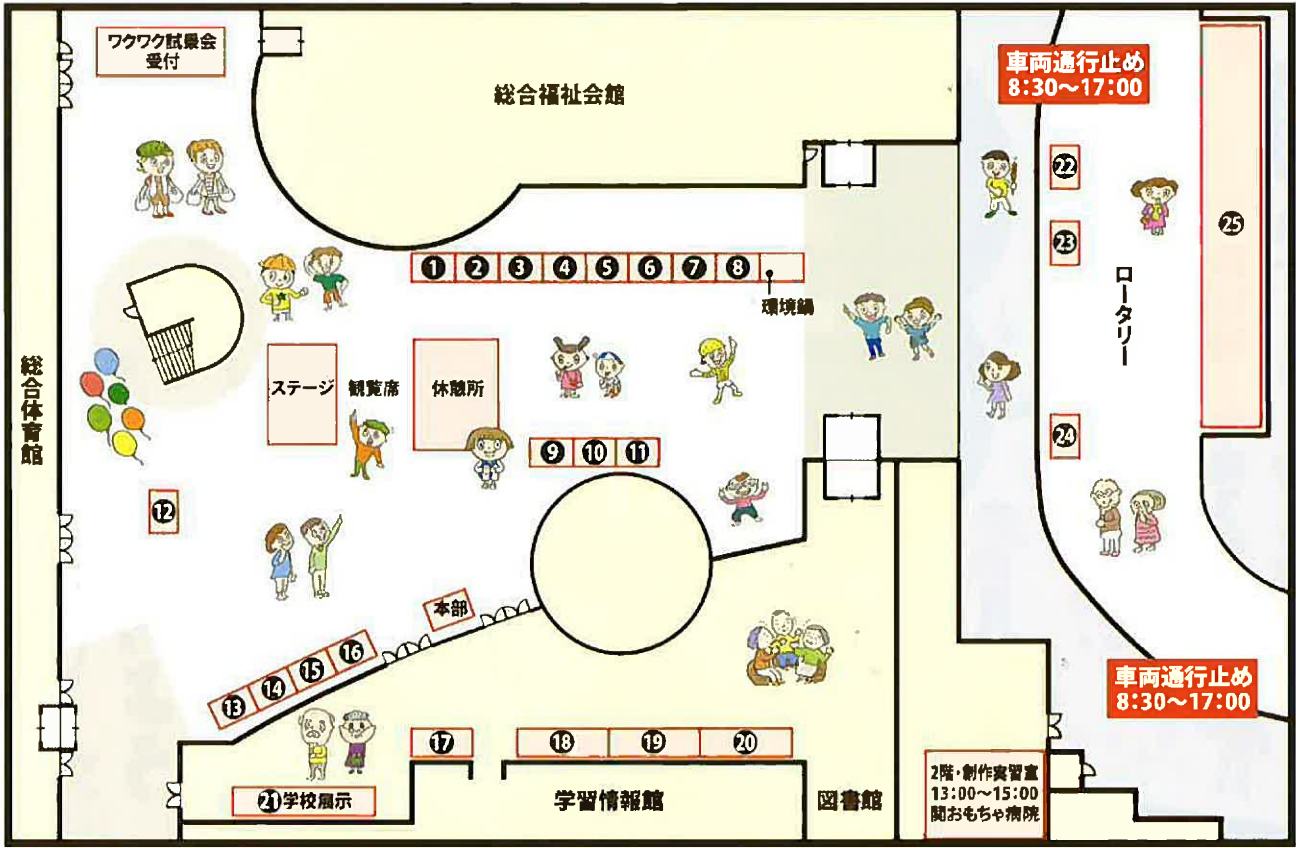 ワクワク試景会
受付
総合福祉会館
車両通行止め
8:30〜17:00
22
23
25
ロータリー
1 2 3 4 5 6 7 8
環境鍋
総合体育館
ステージ
観覧席
休憩所
24
9 10 11
12
本部
13 14 15 16
車両通行止め
8:30〜17:00
17
18 19 20
21学校展示
学習情報館
図書館
2階・創作実習室
13:00〜15:00
関おもちゃ病院